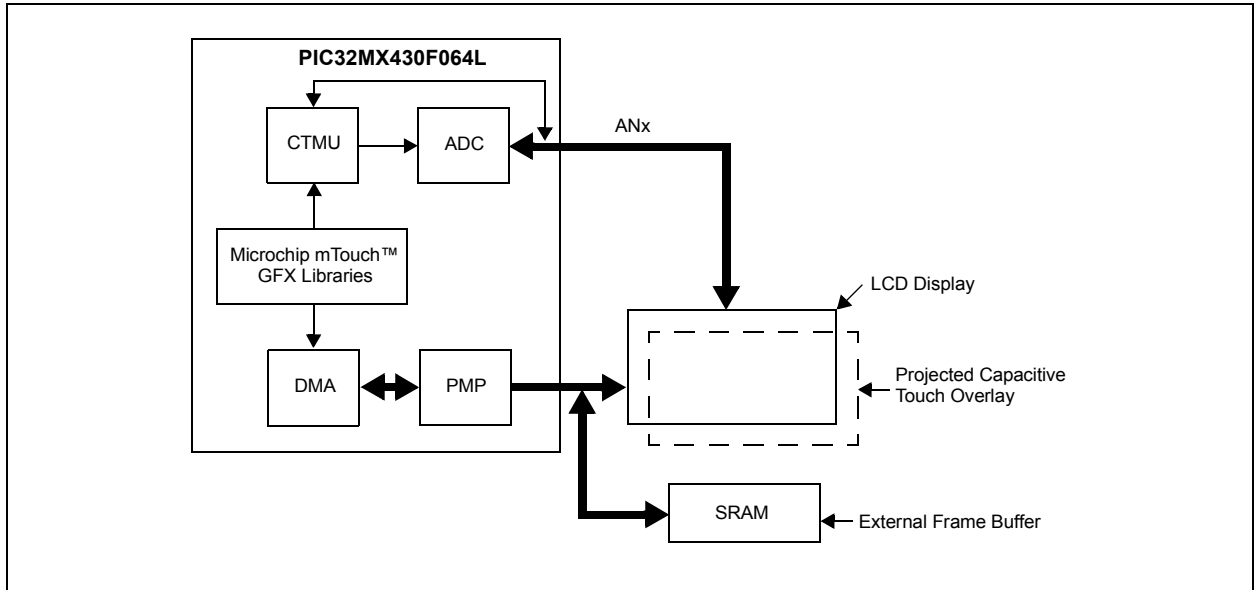 PIC32MX430F064L
CTMU
ADC
ANx
Microchip mTouch™
GFX Libraries
LCD Display
DMA
PMP
Projected Capacitive
Touch Overlay
SRAM
External Frame Buffer